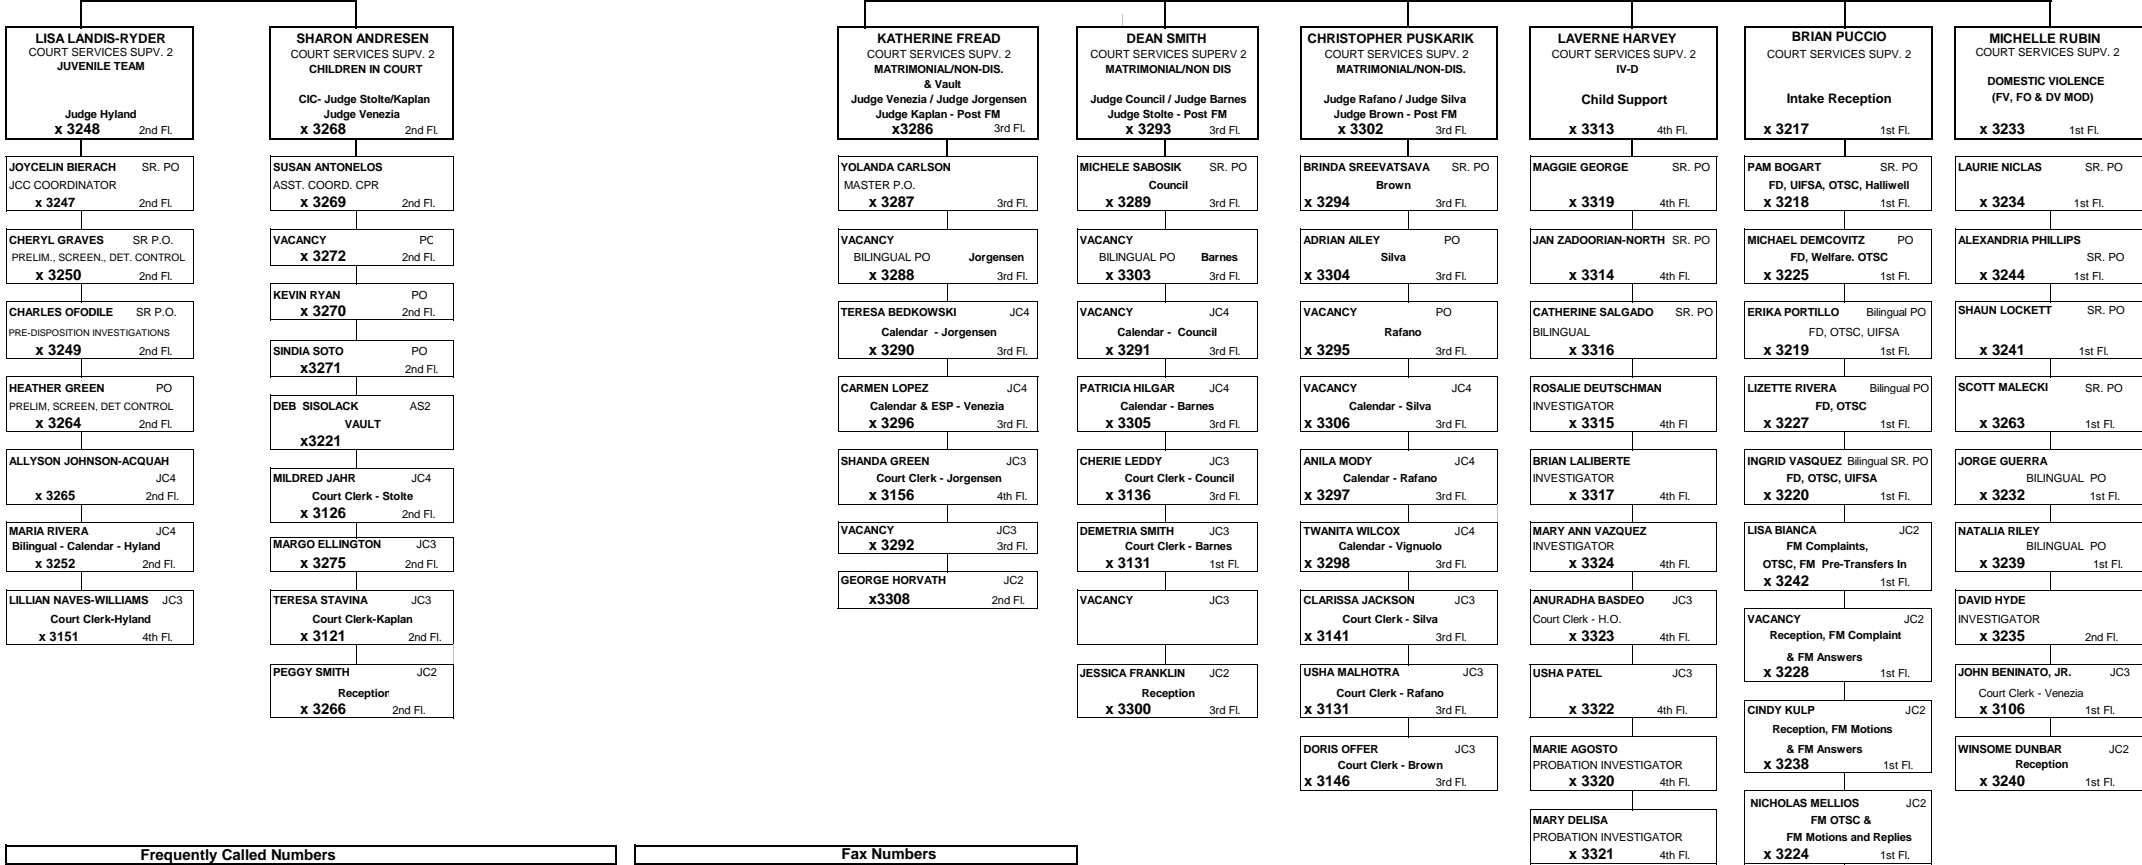 LISA LANDIS-RYDER
COURT SERVICES SUPV. 2
JUVENILE TEAM
Judge Hyland
x 3248 2nd Fl.
JOYCELIN BIERACH SR. PO
JCC COORDINATOR
x 3247 2nd Fl.
CHERYL GRAVES SR P.O.
PRELIM., SCREEN., DET. CONTROL
x 3250 2nd Fl.
CHARLES OFODILE SR P.O.
PRE-DISPOSITION INVESTIGATIONS
x 3249 2nd Fl.
HEATHER GREEN PO
PRELIM, SCREEN, DET CONTROL
x 3264 2nd Fl.
ALLYSON JOHNSON-ACQUAH
JC4
x 3265 2nd Fl.
MARIA RIVERA JC4
Bilingual - Calendar - Hyland
x 3252 2nd Fl.
LILLIAN NAVES-WILLIAMS JC3
Court Clerk-Hyland
x 3151 4th Fl.
SHARON ANDRESEN
COURT SERVICES SUPV. 2
CHILDREN IN COURT
CIC- Judge Stolte/Kaplan
Judge Venezia
x 3268 2nd Fl.
SUSAN ANTONELOS
ASST. COORD. CPR
x 3269 2nd Fl.
VACANCY PC
x 3272 2nd Fl.
KEVIN RYAN PO
x 3270 2nd Fl.
SINDIA SOTO PO
x3271 2nd Fl.
DEB SISOLACK AS2
VAULT
x3221
MILDRED JAHR JC4
Court Clerk - Stolte
x 3126 2nd Fl.
MARGO ELLINGTON JC3
x 3275 2nd Fl.
TERESA STAVINA JC3
Court Clerk-Kaplan
x 3121 2nd Fl.
PEGGY SMITH JC2
Reception
x 3266 2nd Fl.
KATHERINE FREAD
COURT SERVICES SUPV. 2
MATRIMONIAL/NON-DIS.
& Vault
Judge Venezia / Judge Jorgensen
Judge Kaplan - Post FM
x3286 3rd Fl.
YOLANDA CARLSON
MASTER P.O.
x 3287 3rd Fl.
VACANCY
BILINGUAL PO Jorgensen
x 3288 3rd Fl.
TERESA BEDKOWSKI JC4
Calendar - Jorgensen
x 3290 3rd Fl.
CARMEN LOPEZ JC4
Calendar & ESP - Venezia
x 3296 3rd Fl.
SHANDA GREEN JC3
Court Clerk - Jorgensen
x 3156 4th Fl.
VACANCY JC3
x 3292 3rd Fl.
GEORGE HORVATH JC2
x3308 2nd Fl.
DEAN SMITH
COURT SERVICES SUPERV 2
MATRIMONIAL/NON DIS
Judge Council / Judge Barnes
Judge Stolte - Post FM
x 3293 3rd Fl.
MICHELE SABOSIK SR. PO
Council
x 3289 3rd Fl.
VACANCY
BILINGUAL PO Barnes
x 3303 3rd Fl.
VACANCY JC4
Calendar - Council
x 3291 3rd Fl.
PATRICIA HILGAR JC4
Calendar - Barnes
x 3305 3rd Fl.
CHERIE LEDDY JC3
Court Clerk - Council
x 3136 3rd Fl.
DEMETRIA SMITH JC3
Court Clerk - Barnes
x 3131 1st Fl.
VACANCY JC3
JESSICA FRANKLIN JC2
Reception
x 3300 3rd Fl.
CHRISTOPHER PUSKARIK
COURT SERVICES SUPV. 2
MATRIMONIAL/NON-DIS.
Judge Rafano / Judge Silva
Judge Brown - Post FM
x 3302 3rd Fl.
BRINDA SREEVATSAVA SR. PO
Brown
x 3294 3rd Fl.
ADRIAN AILEY PO
Silva
x 3304 3rd Fl.
VACANCY PO
Rafano
x 3295 3rd Fl.
VACANCY JC4
Calendar - Silva
x 3306 3rd Fl.
ANILA MODY JC4
Calendar - Rafano
x 3297 3rd Fl.
TWANITA WILCOX JC4
Calendar - Vignuolo
x 3298 3rd Fl.
CLARISSA JACKSON JC3
Court Clerk - Silva
x 3141 3rd Fl.
USHA MALHOTRA JC3
Court Clerk - Rafano
x 3131 3rd Fl.
DORIS OFFER JC3
Court Clerk - Brown
x 3146 3rd Fl.
LAVERNE HARVEY
COURT SERVICES SUPV. 2
IV-D
Child Support
x 3313 4th Fl.
MAGGIE GEORGE SR. PO
x 3319 4th Fl.
JAN ZADOORIAN-NORTH SR. PO
x 3314 4th Fl.
CATHERINE SALGADO SR. PO
BILINGUAL
x 3316
ROSALIE DEUTSCHMAN
INVESTIGATOR
x 3315 4th Fl
BRIAN LALIBERTE
INVESTIGATOR
x 3317 4th Fl.
MARY ANN VAZQUEZ
INVESTIGATOR
x 3324 4th Fl.
ANURADHA BASDEO JC3
Court Clerk - H.O.
x 3323 4th Fl.
USHA PATEL JC3
x 3322 4th Fl.
MARIE AGOSTO
PROBATION INVESTIGATOR
x 3320 4th Fl.
MARY DELISA
PROBATION INVESTIGATOR
x 3321 4th Fl.
BRIAN PUCCIO
COURT SERVICES SUPV. 2
Intake Reception
x 3217 1st Fl.
PAM BOGART SR. PO
FD, UIFSA, OTSC, Halliwell
x 3218 1st Fl.
MICHAEL DEMCOVITZ PO
FD, Welfare. OTSC
x 3225 1st Fl.
ERIKA PORTILLO Bilingual PO
FD, OTSC, UIFSA
x 3219 1st Fl.
LIZETTE RIVERA Bilingual PO
FD, OTSC
x 3227 1st Fl.
INGRID VASQUEZ Bilingual SR. PO
FD, OTSC, UIFSA
x 3220 1st Fl.
LISA BIANCA JC2
FM Complaints,
OTSC, FM Pre-Transfers In
x 3242 1st Fl.
VACANCY JC2
Reception, FM Complaint
& FM Answers
x 3228 1st Fl.
CINDY KULP JC2
Reception, FM Motions
& FM Answers
x 3238 1st Fl.
NICHOLAS MELLIOS JC2
FM OTSC &
FM Motions and Replies
x 3224 1st Fl.
MICHELLE RUBIN
COURT SERVICES SUPV. 2
DOMESTIC VIOLENCE
(FV, FO & DV MOD)
x 3233 1st Fl.
LAURIE NICLAS SR. PO
x 3234 1st Fl.
ALEXANDRIA PHILLIPS
SR. PO
x 3244 1st Fl.
SHAUN LOCKETT SR. PO
x 3241 1st Fl.
SCOTT MALECKI SR. PO
x 3263 1st Fl.
JORGE GUERRA
BILINGUAL PO
x 3232 1st Fl.
NATALIA RILEY
BILINGUAL PO
x 3239 1st Fl.
DAVID HYDE
INVESTIGATOR
x 3235 2nd Fl.
JOHN BENINATO, JR. JC3
Court Clerk - Venezia
x 3106 1st Fl.
WINSOME DUNBAR JC2
Reception
x 3240 1st Fl.
Frequently Called Numbers
Fax Numbers